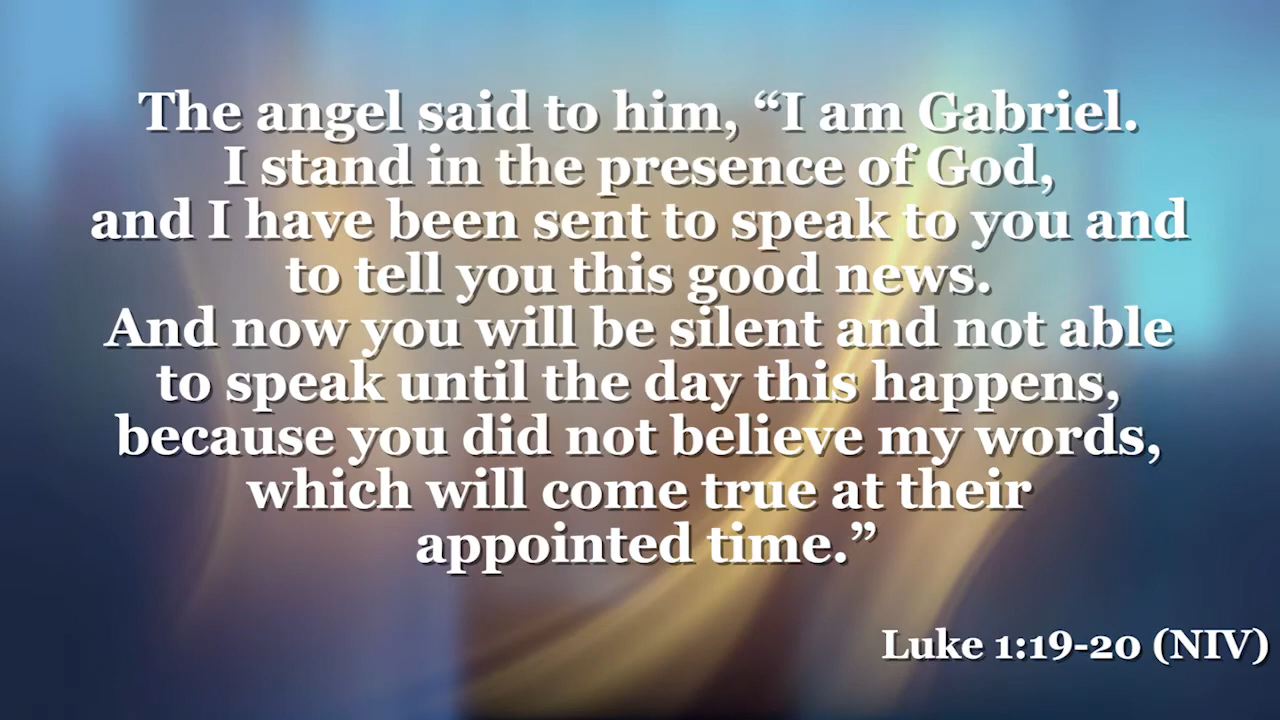 The angel said to him, “I am Gabriel.
I stand in the presence of God,
and I have been sent to speak to you and
to tell you this good news.
And now you will be silent and not able
to speak until the day this happens,
because you did not believe my words,
which will come true at their
appointed time.”
Luke 1:19-20 (NIV)